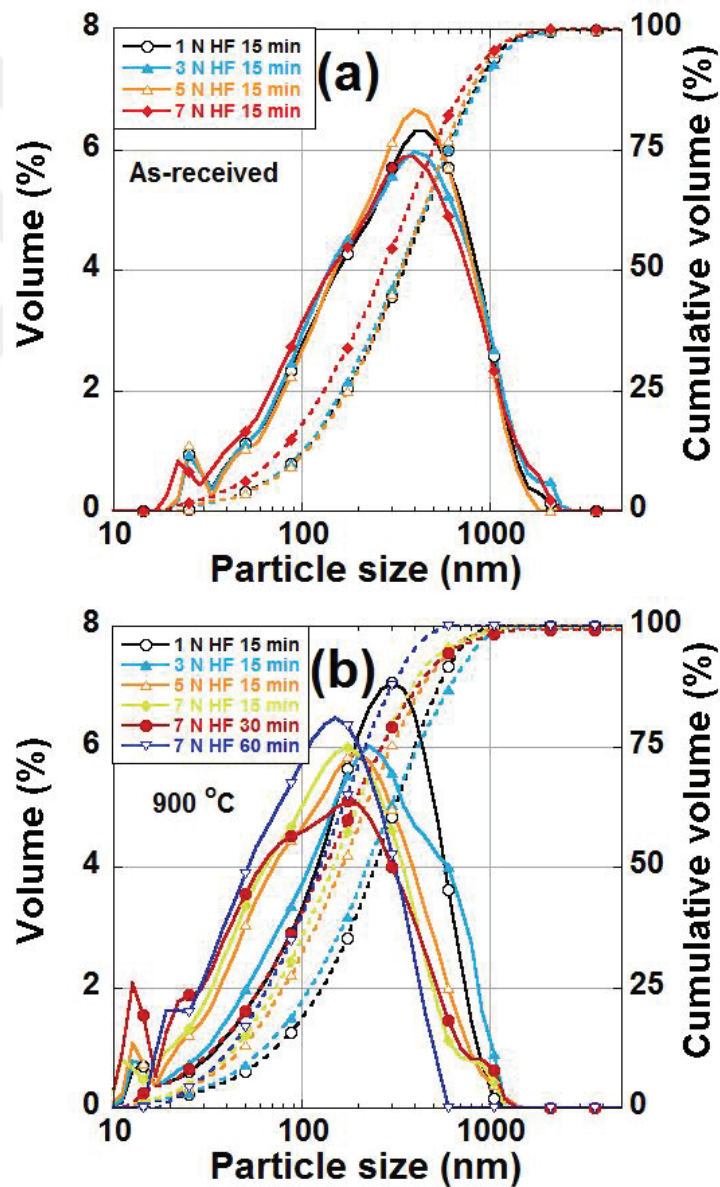 (a)
1 N HF 15 min
3 N HF 15 min
5 N HF 15 min
7 N HF 15 min
As-received
Volume (%)
8
6
4
2
0
Cumulative volume (%)
100
75
50
25
0
10 100 1000
Particle size (nm)
(b)
1 N HF 15 min
3 N HF 15 min
5 N HF 15 min
7 N HF 15 min
7 N HF 30 min
7 N HF 60 min
900 °C
Volume (%)
8
6
4
2
0
Cumulative volume (%)
100
75
50
25
0
10 100 1000
Particle size (nm)